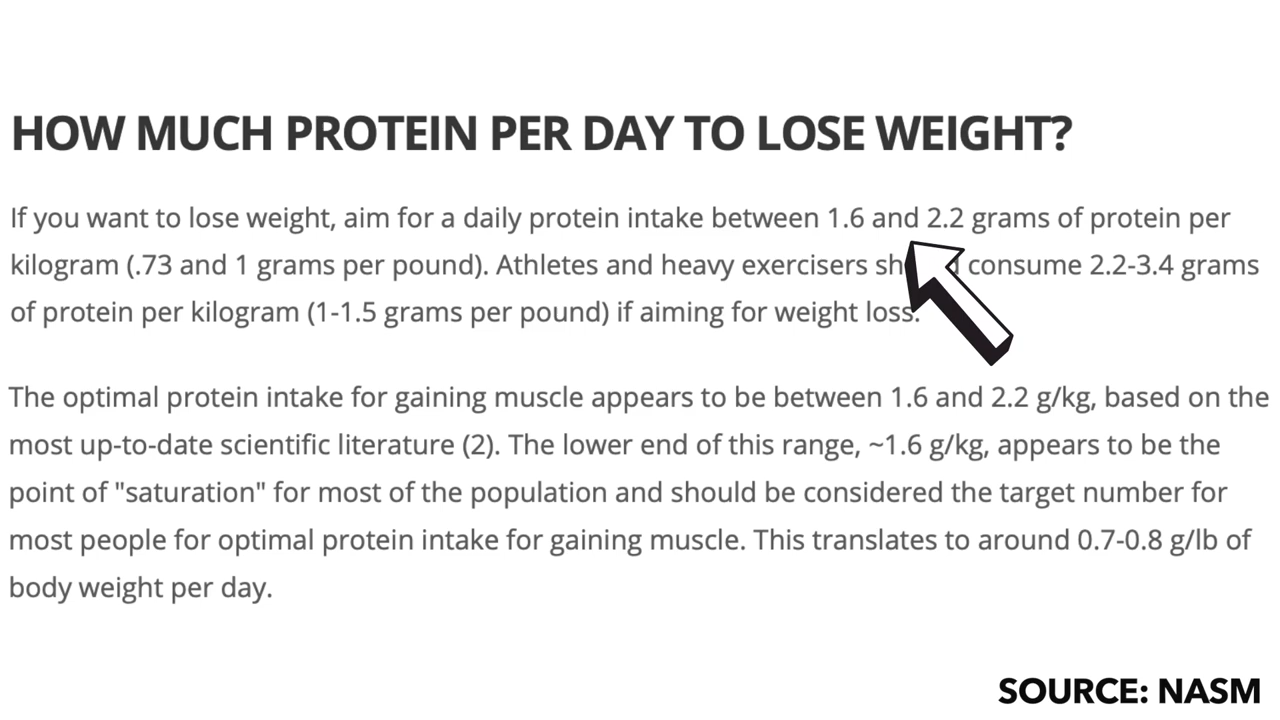 HOW MUCH PROTEIN PER DAY TO LOSE WEIGHT?
If you want to lose weight, aim for a daily protein intake between 1.6 and 2.2 grams of protein per
kilogram (.73 and 1 grams per pound). Athletes and heavy exercisers consume 2.2-3.4 grams
of protein per kilogram (1-1.5 grams per pound) if aiming for weight loss.
The optimal protein intake for gaining muscle appears to be between 1.6 and 2.2 g/kg, based on the
most up-to-date scientific literature (2). The lower end of this range, ~1.6 g/kg, appears to be the
point of "saturation" for most of the population and should be considered the target number for
most people for optimal protein intake for gaining muscle. This translates to around 0.7-0.8 g/lb of
body weight per day.
SOURCE: NASM